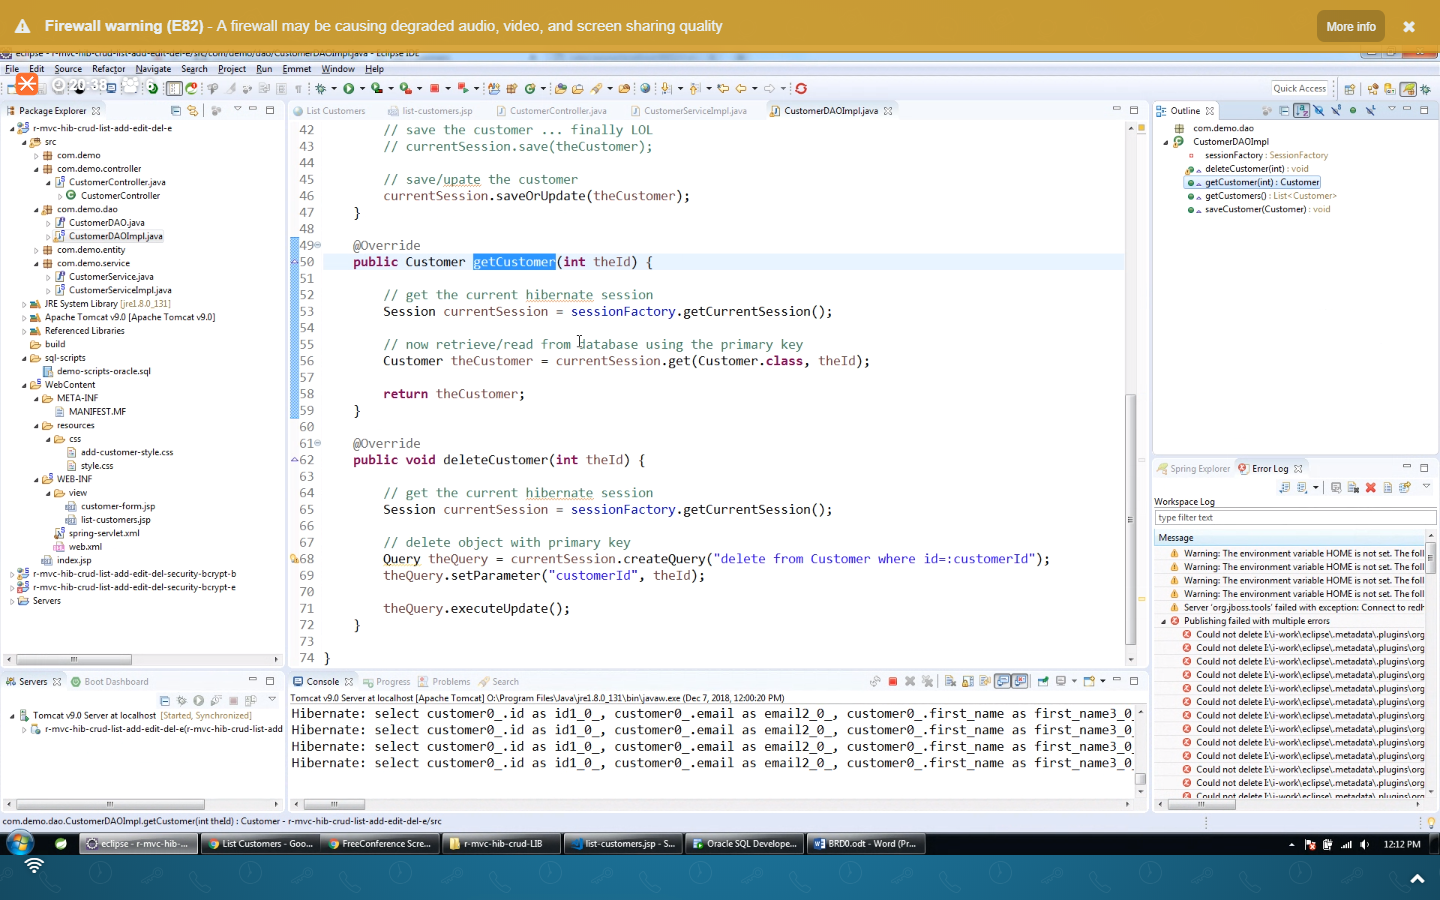 Firewall warning (E82) - A firewall may be causing degraded audio, video, and screen sharing quality
More info
eclipse - r-mvc-hib-crud-list-add-edit-del-e/src/com/demo/dao/CustomerDAOImpl.java - Eclipse IDE
File Edit Source Refactor Navigate Search Project Run Emmet Window Help
20:38 6
Quick Access
Package Explorer
r-mvc-hib-crud-list-add-edit-del-e
src
com.demo
com.demo.controller
CustomerController.java
CustomerController
com.demo.dao
CustomerDAO.java
CustomerDAOImpl.java
com.demo.entity
com.demo.service
CustomerService.java
CustomerServiceImpl.java
JRE System Library [jre1.8.0_131]
Apache Tomcat v9.0 [Apache Tomcat v9.0]
Referenced Libraries
build
sql-scripts
demo-scripts-oracle.sql
WebContent
META-INF
MANIFEST.MF
resources
css
add-customer-style.css
style.css
WEB-INF
view
customer-form.jsp
list-customers.jsp
spring-servlet.xml
web.xml
index.jsp
r-mvc-hib-crud-list-add-edit-del-security-bcrypt-b
r-mvc-hib-crud-list-add-edit-del-security-bcrypt-e
Servers
List Customers list-customers.jsp CustomerController.java CustomerServiceImpl.java CustomerDAOImpl.java
42 // save the customer ... finally LOL
43 // currentSession.save(theCustomer);
44
45 // save/upate the customer
46 currentSession.saveOrUpdate(theCustomer);
47 }
48
49 @Override
50 public Customer getCustomer(int theId) {
51
52 // get the current hibernate session
53 Session currentSession = sessionFactory.getCurrentSession();
54
55 // now retrieve/read from database using the primary key
56 Customer theCustomer = currentSession.get(Customer.class, theId);
57
58 return theCustomer;
59 }
60
61 @Override
62 public void deleteCustomer(int theId) {
63
64 // get the current hibernate session
65 Session currentSession = sessionFactory.getCurrentSession();
66
67 // delete object with primary key
68 Query theQuery = currentSession.createQuery("delete from Customer where id=:customerId");
69 theQuery.setParameter("customerId", theId);
70
71 theQuery.executeUpdate();
72 }
73
74 }
Outline
com.demo.dao
CustomerDAOImpl
sessionFactory : SessionFactory
deleteCustomer(int) : void
getCustomer(int) : Customer
getCustomers() : List<Customer>
saveCustomer(Customer) : void
Spring Explorer Error Log
Workspace Log
type filter text
Message
Warning: The environment variable HOME is not set. The foll
Warning: The environment variable HOME is not set. The foll
Warning: The environment variable HOME is not set. The foll
Warning: The environment variable HOME is not set. The foll
Server 'org.jboss.tools' failed with exception: Connect to redh
Publishing failed with multiple errors
Could not delete I:\i-work\eclipse\.metadata\.plugins\org
Could not delete I:\i-work\eclipse\.metadata\.plugins\org
Could not delete I:\i-work\eclipse\.metadata\.plugins\org
Could not delete I:\i-work\eclipse\.metadata\.plugins\org
Could not delete I:\i-work\eclipse\.metadata\.plugins\org
Could not delete I:\i-work\eclipse\.metadata\.plugins\org
Could not delete I:\i-work\eclipse\.metadata\.plugins\org
Could not delete I:\i-work\eclipse\.metadata\.plugins\org
Could not delete I:\i-work\eclipse\.metadata\.plugins\org
Could not delete I:\i-work\eclipse\.metadata\.plugins\org
Could not delete I:\i-work\eclipse\.metadata\.plugins\org
Could not delete I:\i-work\eclipse\.metadata\.plugins\org
Could not delete I:\i-work\eclipse\.metadata\.plugins\org
Servers Boot Dashboard
Tomcat v9.0 Server at localhost [Started, Synchronized]
r-mvc-hib-crud-list-add-edit-del-e(r-mvc-hib-crud-list-add
Console Progress Problems Search
Tomcat v9.0 Server at localhost [Apache Tomcat] O:\Program Files\Java\jre1.8.0_131\bin\javaw.exe (Dec 7, 2018, 12:00:20 PM)
Hibernate: select customer0_.id as id1_0_, customer0_.email as email2_0_, customer0_.first_name as first_name3_0_
Hibernate: select customer0_.id as id1_0_, customer0_.email as email2_0_, customer0_.first_name as first_name3_0_
Hibernate: select customer0_.id as id1_0_, customer0_.email as email2_0_, customer0_.first_name as first_name3_0_
Hibernate: select customer0_.id as id1_0_, customer0_.email as email2_0_, customer0_.first_name as first_name3_0_
com.demo.dao.CustomerDAOImpl.getCustomer(int theId) : Customer - r-mvc-hib-crud-list-add-edit-del-e/src
eclipse - r-mvc-hib-... List Customers - Goo... FreeConference Scre... r-mvc-hib-crud-LIB list-customers.jsp - S... Oracle SQL Develope... BRD0.odt - Word (Pr... 12:12 PM